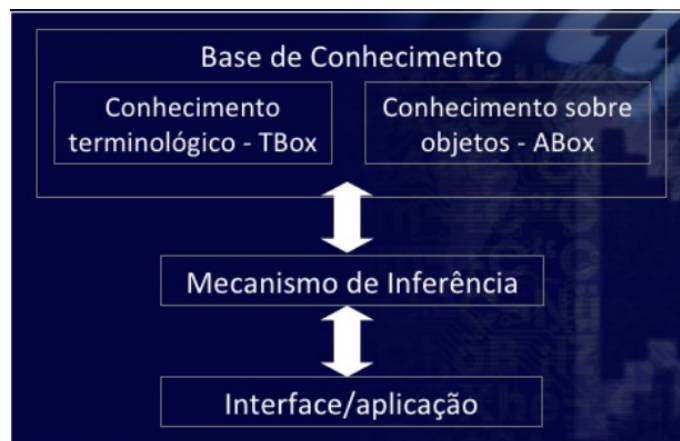 Base de Conhecimento
Conhecimento
terminológico - TBox
Conhecimento sobre
objetos - ABox
Mecanismo de Inferência
Interface/aplicação